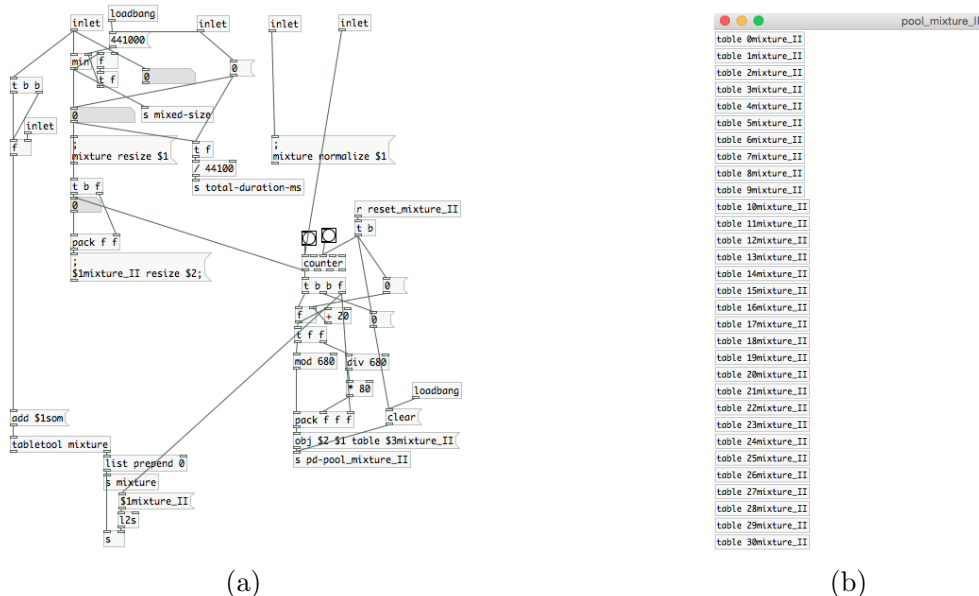 loadbang
inlet
inlet
inlet
inlet
441000
min
f
0
0
t b b
t f
0
s mixed-size
inlet
f
;
mixture resize $1
t f
;
mixture normalize $1
/ 44100
t b f
s total-duration-ms
0
r reset_mixture_II
t b
pack f f
counter
;
$1mixture_II resize $2;
t b b f
0
f
+ 20
0
t f f
mod 680
div 680
* 80
loadbang
add $1som
pack f f f
clear
tabletool mixture
obj $2 $1 table $3mixture_II
list prepend 0
s pd-pool_mixture_II
s mixture
$1mixture_II
l2s
s
(a)
pool_mixture_II
table 0mixture_II
table 1mixture_II
table 2mixture_II
table 3mixture_II
table 4mixture_II
table 5mixture_II
table 6mixture_II
table 7mixture_II
table 8mixture_II
table 9mixture_II
table 10mixture_II
table 11mixture_II
table 12mixture_II
table 13mixture_II
table 14mixture_II
table 15mixture_II
table 16mixture_II
table 17mixture_II
table 18mixture_II
table 19mixture_II
table 20mixture_II
table 21mixture_II
table 22mixture_II
table 23mixture_II
table 24mixture_II
table 25mixture_II
table 26mixture_II
table 27mixture_II
table 28mixture_II
table 29mixture_II
table 30mixture_II
(b)